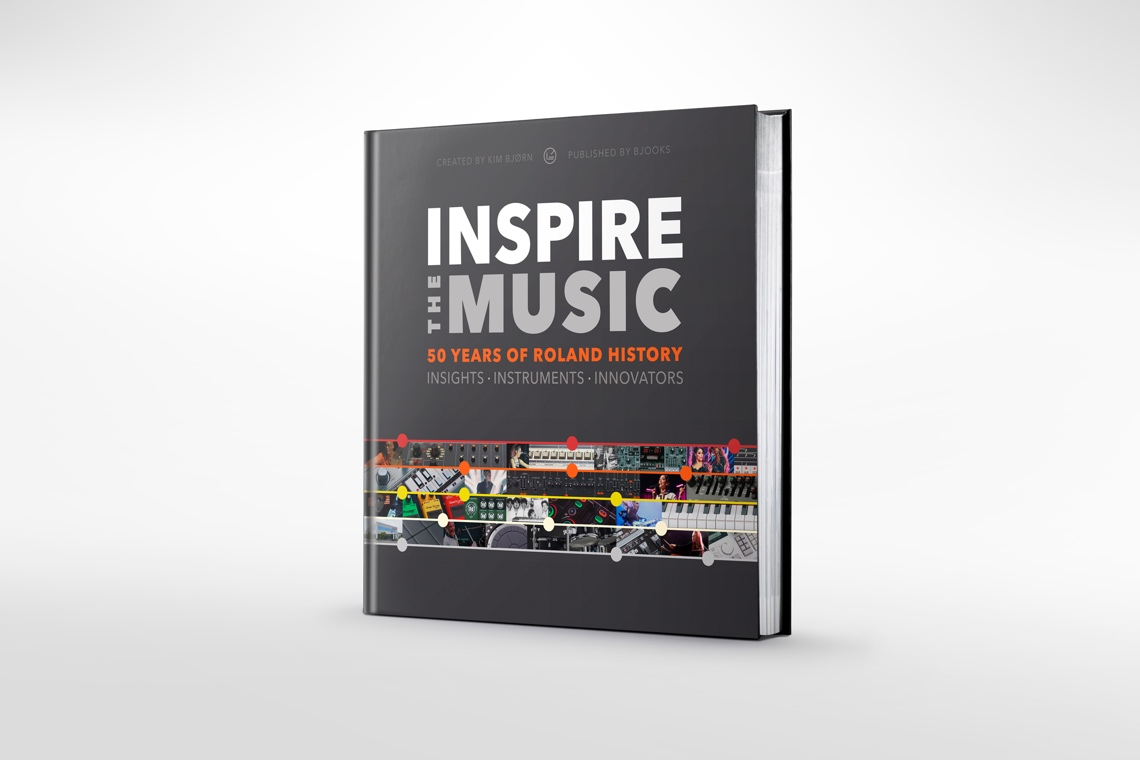 CREATED BY KIM BJØRN PUBLISHED BY BJOOKS
INSPIRE
THE MUSIC
50 YEARS OF ROLAND HISTORY
INSIGHTS · INSTRUMENTS · INNOVATORS